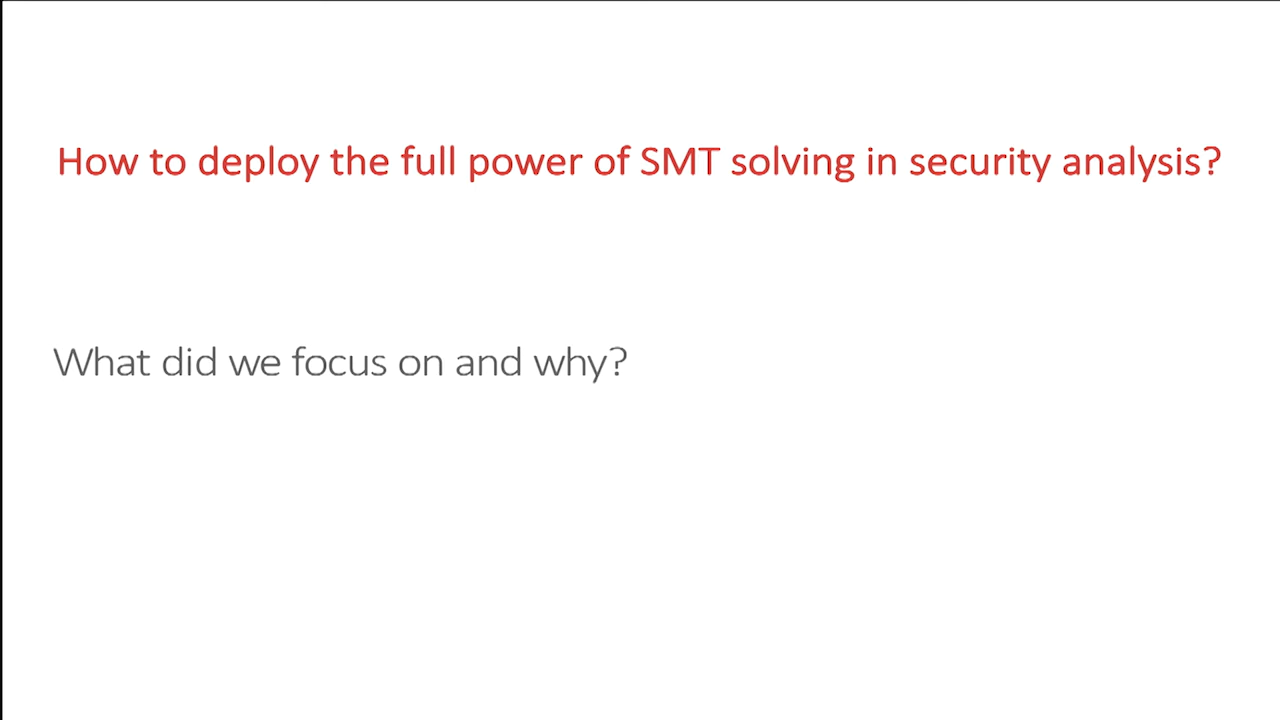 How to deploy the full power of SMT solving in security analysis?
What did we focus on and why?